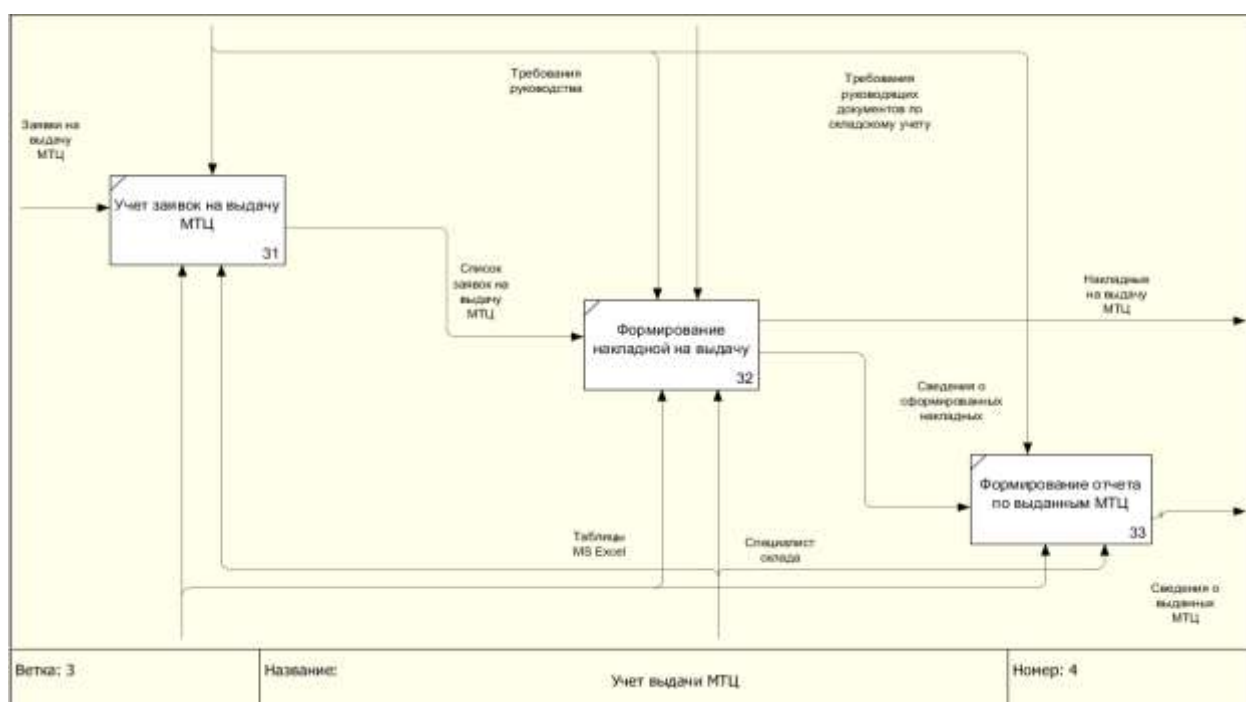 Требования
руководства
Требования
руководящих
документов по
складскому учету
Заявки на
выдачу
МТЦ
Учет заявок на выдачу
МТЦ
31
Список
заявок на
выдачу
МТЦ
Накладные
на выдачу
МТЦ
Формирование
накладной на выдачу
32
Сведения о
сформированных
накладных
Формирование отчета
по выданным МТЦ
33
Таблицы
MS Excel
Специалист
склада
Сведения о
выданных
МТЦ
Ветка: 3
Название:
Учет выдачи МТЦ
Номер: 4